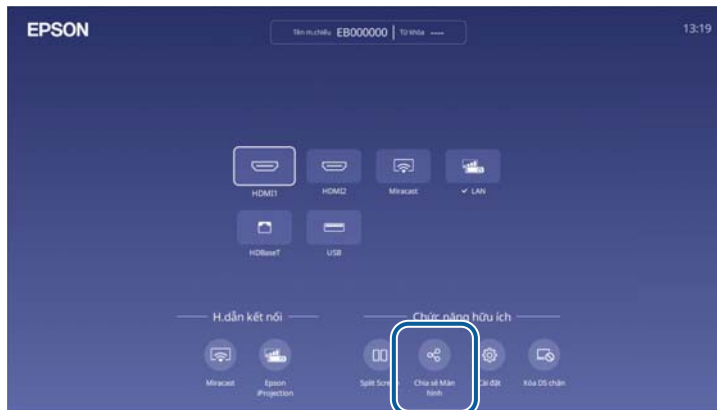 EPSON
Tên m.chiếu EB000000 | Từ khóa ----
13:19
HDMI1 HDMI2 Miracast ✓ LAN
HDBaseT USB
H.dẫn kết nối Chức năng hữu ích
Miracast Epson iProjection Split Screen Chia sẻ Màn hình Cài đặt Xóa DS chặn